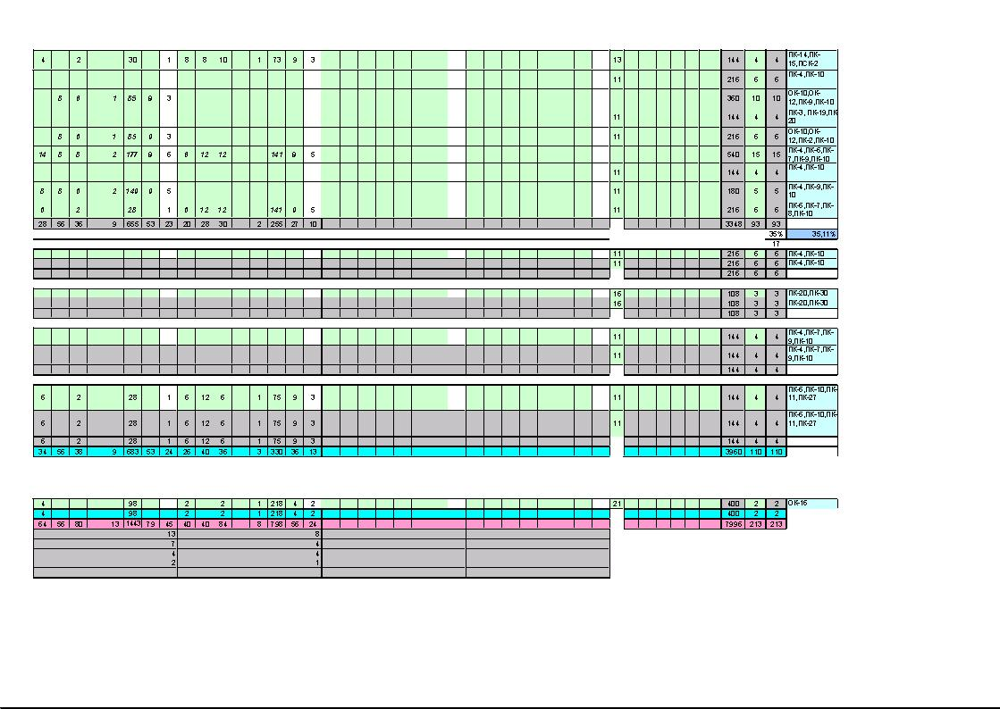 4 2 30 1 8 8 10 1 73 9 3 13 144 4 4 ПК-14,ПК-
15,ПСК-2
11 216 6 6 ПК-4,ПК-10
8 6 1 85 9 3 360 10 10 ОК-10,ОК-
12,ПК-9,ПК-10
11 144 4 4 ПК-3, ПК-19,ПК
20
8 6 1 85 9 3 11 216 6 6 ОК-10,ОК-
12,ПК-2,ПК-10
14 8 8 2 177 9 6 6 12 12 141 9 5 11 540 15 15 ПК-4,ПК-6,ПК-
7,ПК-9,ПК-10
11 144 4 4 ПК-4,ПК-10
8 8 6 2 149 9 5 11 180 5 5 ПК-4,ПК-9,ПК-
10
6 2 28 1 6 12 12 141 9 5 11 216 6 6 ПК-6,ПК-7,ПК-
8,ПК-10
28 56 36 9 655 53 23 20 28 30 2 255 27 10 3348 93 93
35% 35,11%
17
11 216 6 6 ПК-4,ПК-10
11 216 6 6 ПК-4,ПК-10
216 6 6
16 108 3 3 ПК-20,ПК-30
16 108 3 3 ПК-20,ПК-30
108 3 3
11 144 4 4 ПК-4,ПК-7,ПК-
9,ПК-10
11 144 4 4 ПК-4,ПК-7,ПК-
9,ПК-10
144 4 4
6 2 28 1 6 12 6 1 75 9 3 11 144 4 4 ПК-6,ПК-10,ПК-
11,ПК-27
6 2 28 1 6 12 6 1 75 9 3 11 144 4 4 ПК-6,ПК-10,ПК-
11,ПК-27
6 2 28 1 6 12 6 1 75 9 3 144 4 4
34 56 38 9 683 53 24 26 40 36 3 330 36 13 3960 110 110
4 98 2 2 1 218 4 2 21 400 2 2 ОК-16
4 98 2 2 1 218 4 2 400 2 2
64 56 80 13 1443 79 45 40 40 84 8 798 56 24 7996 213 213
13 8
7 4
4 4
2 1